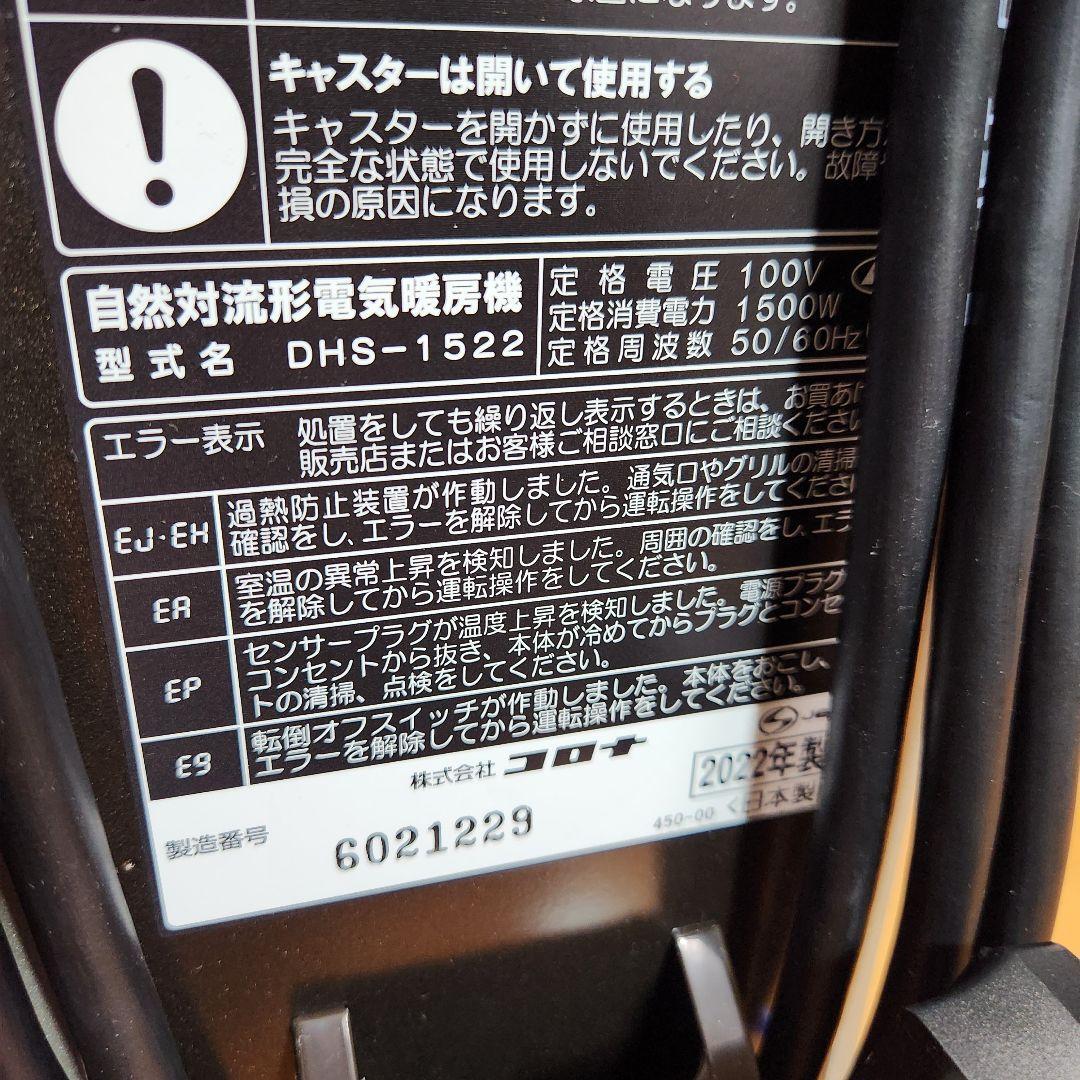 になります。
キャスターは開いて使用する
キャスターを開かずに使用したり、開き方
完全な状態で使用しないでください。故障
損の原因になります。
自然対流形電気暖房機
型式名 DHS-1522
定格電圧 100V
定格消費電力 1500W
定格周波数 50/60Hz
エラー表示
処置をしても繰り返し表示するときは、お買あげ
販売店またはお客様ご相談窓口にご相談ください
EJ・EH
過熱防止装置が作動しました。通気口やグリルの清掃
確認をし、エラーを解除してから運転操作をしてくださ
EA
室温の異常上昇を検知しました。周囲の確認をし、エラ
を解除してから運転操作をしてください。
EP
センサープラグが温度上昇を検知しました。電源プラグ
コンセントから抜き、本体が冷めてからプラグとコンセ
トの清掃、点検をしてください。
E9
転倒オフスイッチが作動しました。本体をおこし、
エラーを解除してから運転操作をしてください。
株式会社 コロナ
2022年製
製造番号 6021229
450-00 <日本製